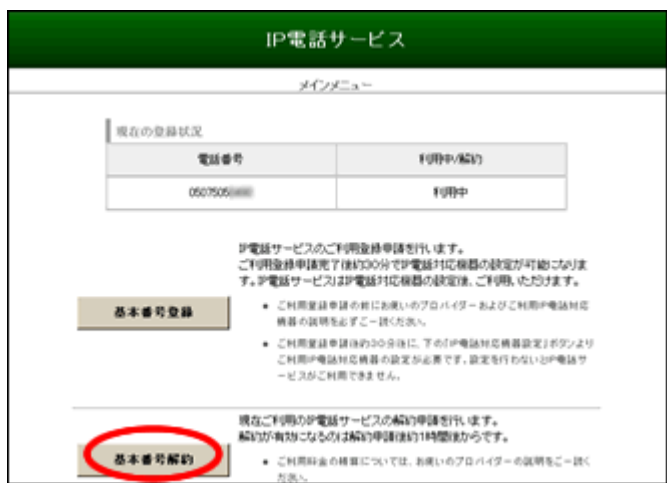 IP電話サービス
メインメニュー
現在の登録状況
電話番号 利用中/解約
0507505 利用中
IP電話サービスのご利用登録申請を行います。
ご利用登録申請完了後約30分でIP電話対応機器の設定が可能になりま
す。IP電話サービスはIP電話対応機器の設定後、ご利用いただけます。
基本番号登録
• ご利用登録申請の前にお使いのプロバイダーおよびご利用IP電話対応
機器の説明を必ずご一読ください。
• ご利用登録申請後約30分後に、下の「IP電話対応機器設定」ボタンより
ご利用IP電話対応機器の設定が必要です。設定を行わないとIP電話サ
ービスがご利用できません。
現在ご利用のIP電話サービスの解約申請を行います。
解約が有効になるのは解約申請後約1時間後からです。
基本番号解約
• ご利用料金の精算については、お使いのプロバイダーの説明をご一読く
ださい。